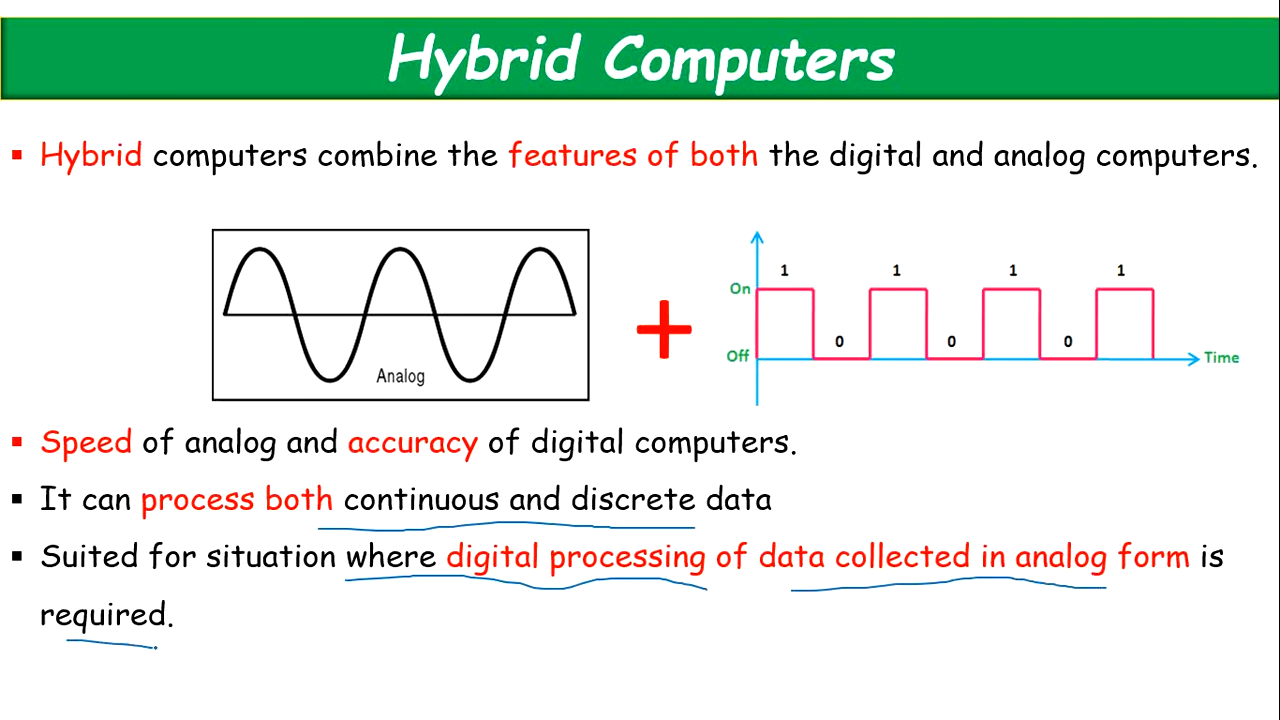 Hybrid Computers
▪ Hybrid computers combine the features of both the digital and analog computers.
Analog
+
On
Off
1
0
1
0
1
0
1
Time
▪ Speed of analog and accuracy of digital computers.
▪ It can process both continuous and discrete data
▪ Suited for situation where digital processing of data collected in analog form is
required.